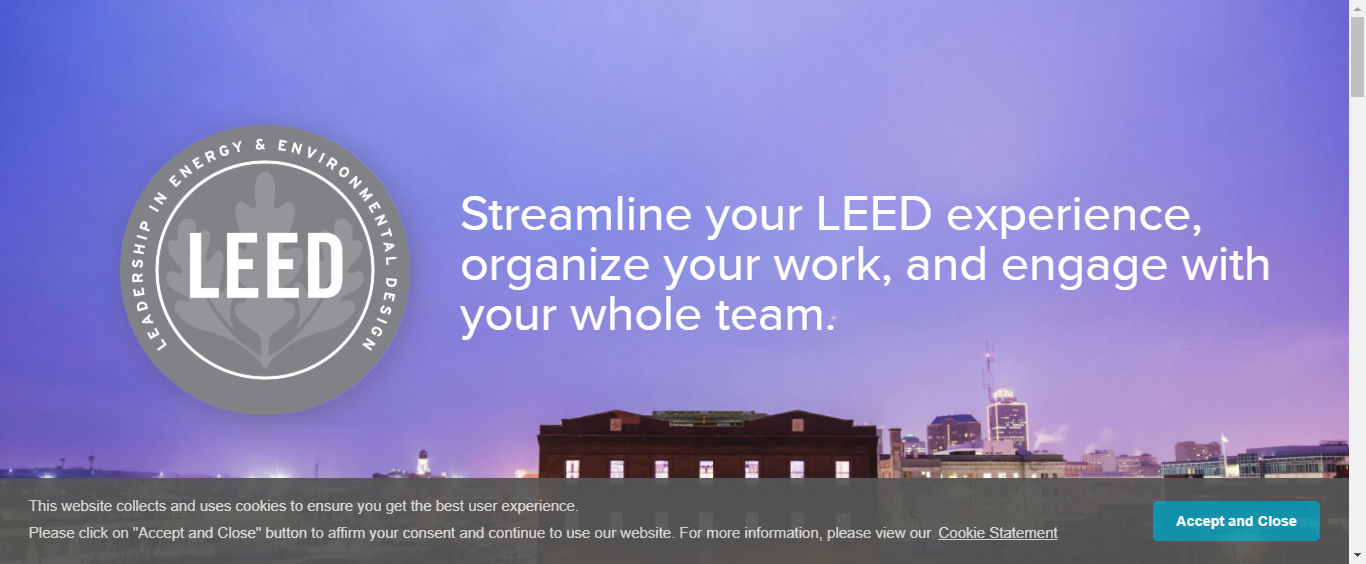 LEADERSHIP IN ENERGY & ENVIRONMENTAL DESIGN
LEED
Streamline your LEED experience,
organize your work, and engage with
your whole team.
This website collects and uses cookies to ensure you get the best user experience.
Please click on "Accept and Close" button to affirm your consent and continue to use our website. For more information, please view our Cookie Statement
Accept and Close